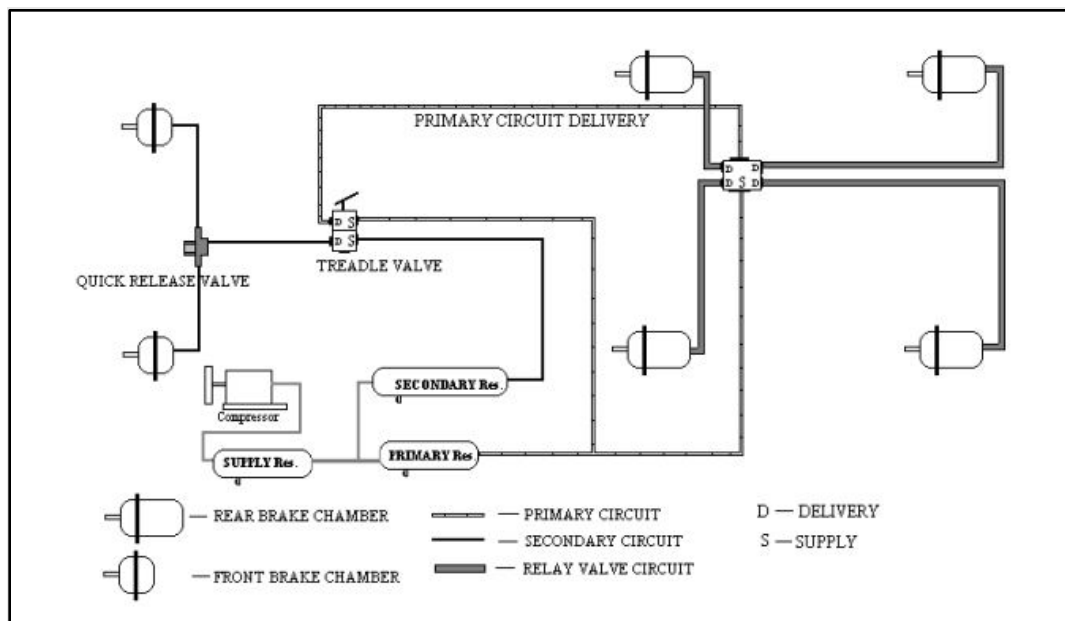 PRIMARY CIRCUIT DELIVERY
D D
D S D
D S
D S
TREADLE VALVE
QUICK RELEASE VALVE
SECONDARY Res.
Compressor
SUPPLY Res.
PRIMARY Res
— REAR BRAKE CHAMBER
— PRIMARY CIRCUIT
D — DELIVERY
— SECONDARY CIRCUIT
S — SUPPLY
— FRONT BRAKE CHAMBER
— RELAY VALVE CIRCUIT